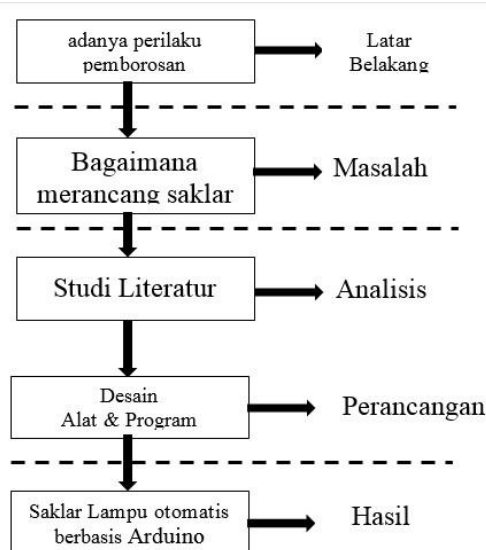 adanya perilaku
pemborosan
Latar
Belakang
Bagaimana
merancang saklar
Masalah
Studi Literatur
Analisis
Desain
Alat & Program
Perancangan
Saklar Lampu otomatis
berbasis Arduino
Hasil